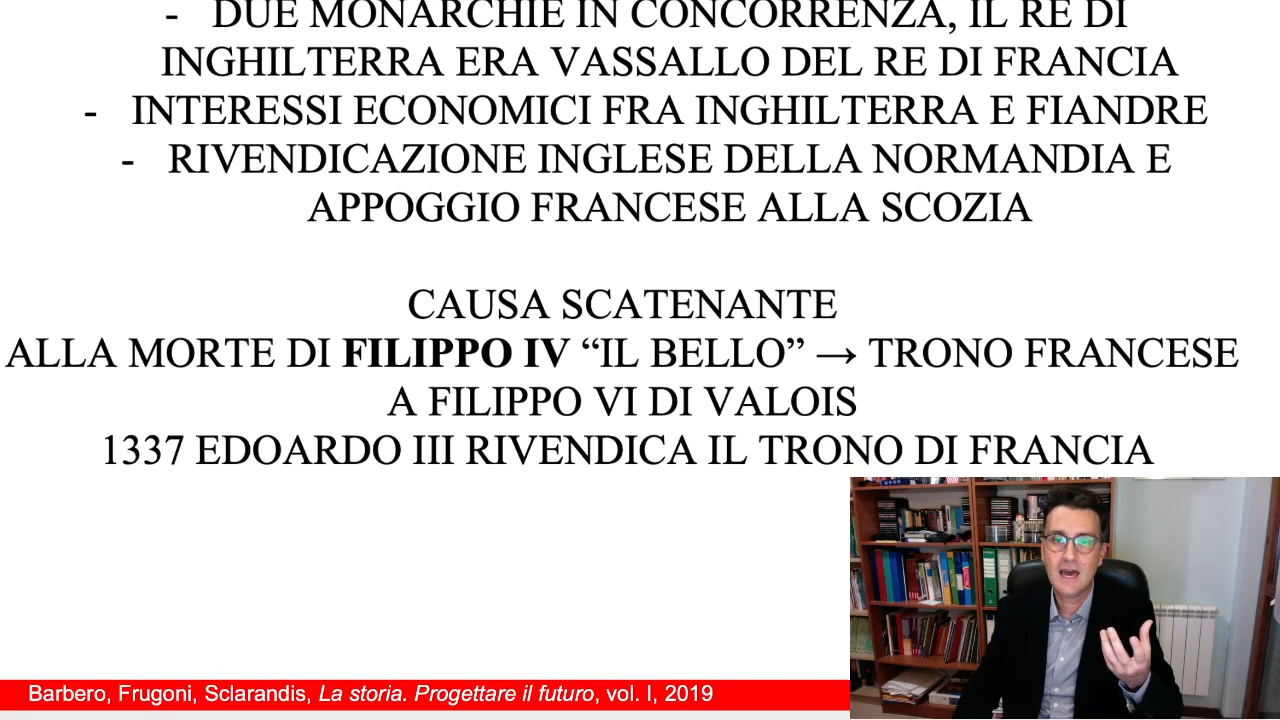 - DUE MONARCHIE IN CONCORRENZA, IL RE DI
INGHILTERRA ERA VASSALLO DEL RE DI FRANCIA
- INTERESSI ECONOMICI FRA INGHILTERRA E FIANDRE
- RIVENDICAZIONE INGLESE DELLA NORMANDIA E
APPOGGIO FRANCESE ALLA SCOZIA
CAUSA SCATENANTE
ALLA MORTE DI FILIPPO IV “IL BELLO” → TRONO FRANCESE
A FILIPPO VI DI VALOIS
1337 EDOARDO III RIVENDICA IL TRONO DI FRANCIA
Barbero, Frugoni, Sclarandis, La storia. Progettare il futuro, vol. I, 2019